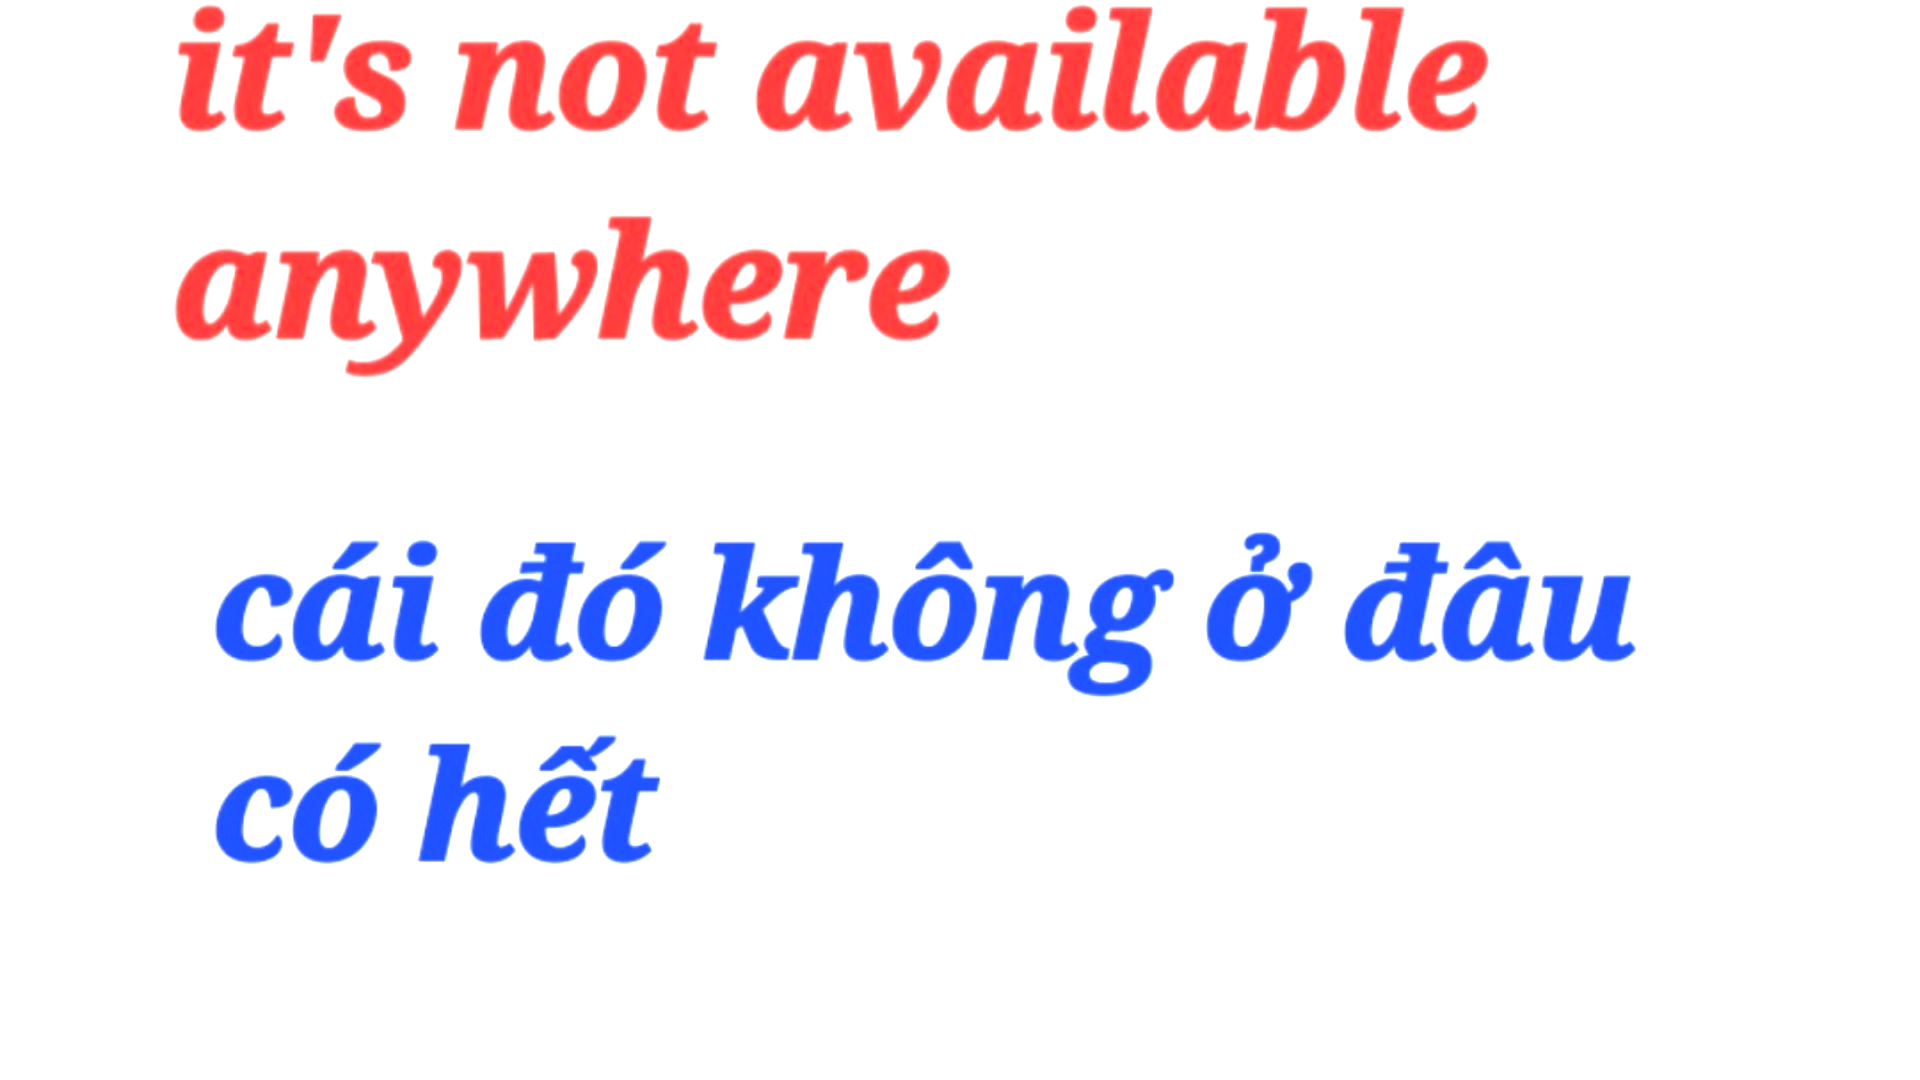 it's not available
anywhere
cái đó không ở đâu
có hết